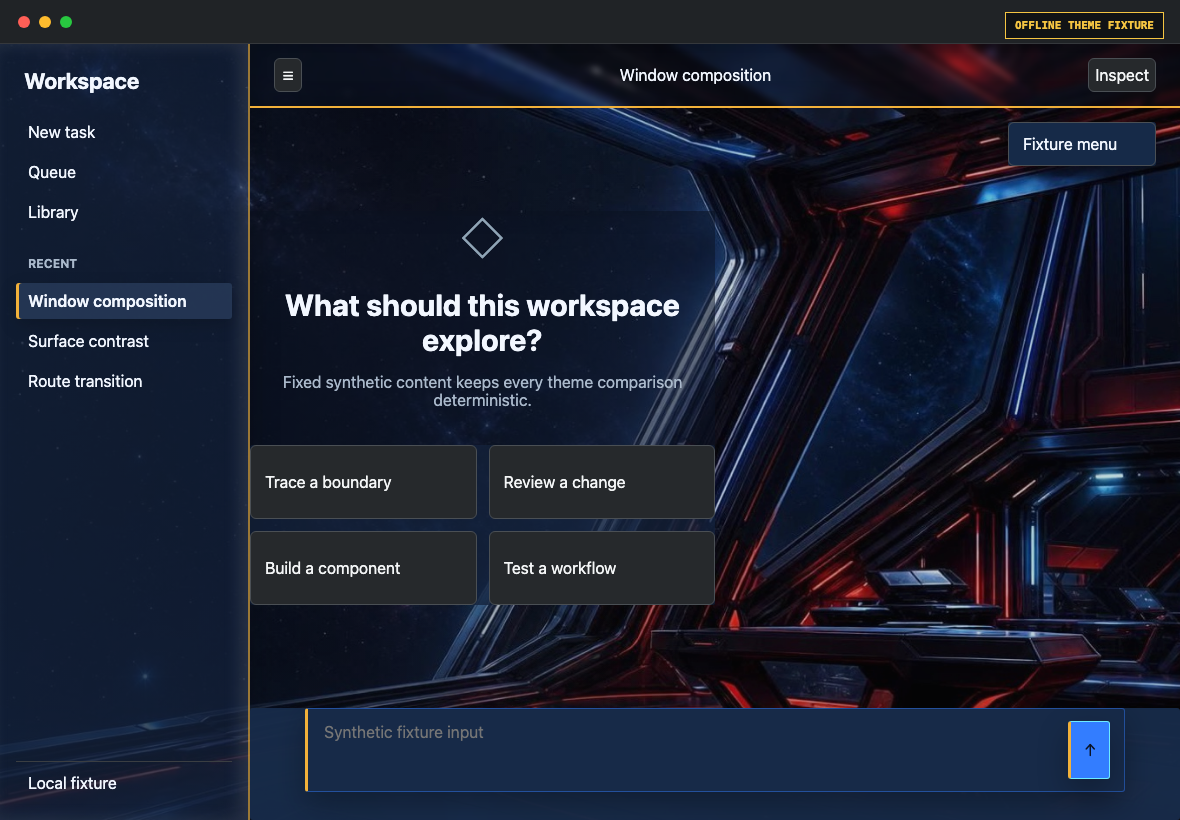 OFFLINE THEME FIXTURE
Workspace
New task
Queue
Library
RECENT
Window composition
Surface contrast
Route transition
Local fixture
Window composition
Inspect
Fixture menu
What should this workspace
explore?
Fixed synthetic content keeps every theme comparison
deterministic.
Trace a boundary
Review a change
Build a component
Test a workflow
Synthetic fixture input